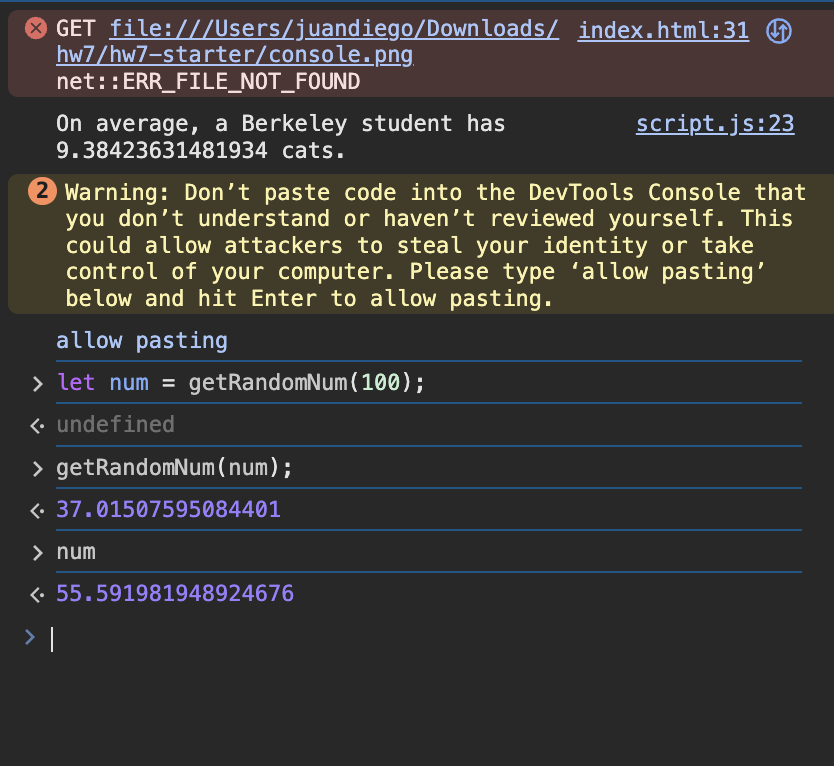 GET file:///Users/juandiego/Downloads/ index.html:31
hw7/hw7-starter/console.png
net::ERR_FILE_NOT_FOUND
On average, a Berkeley student has script.js:23
9.38423631481934 cats.
2 Warning: Don’t paste code into the DevTools Console that
you don’t understand or haven’t reviewed yourself. This
could allow attackers to steal your identity or take
control of your computer. Please type ‘allow pasting’
below and hit Enter to allow pasting.
allow pasting
> let num = getRandomNum(100);
undefined
> getRandomNum(num);
37.01507595084401
> num
55.591981948924676
>